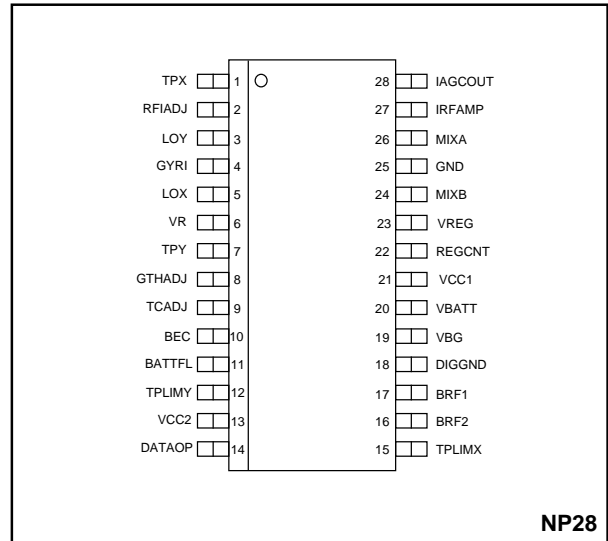 TPX 1 28 IAGCOUT
RFIADJ 2 27 IRFAMP
LOY 3 26 MIXA
GYRI 4 25 GND
LOX 5 24 MIXB
VR 6 23 VREG
TPY 7 22 REGCNT
GTHADJ 8 21 VCC1
TCADJ 9 20 VBATT
BEC 10 19 VBG
BATTFL 11 18 DIGGND
TPLIMY 12 17 BRF1
VCC2 13 16 BRF2
DATAOP 14 15 TPLIMX
NP28